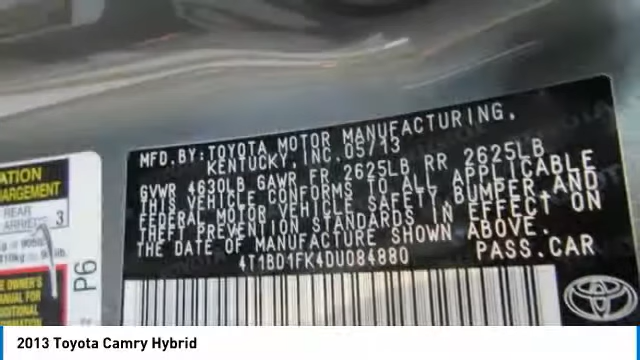 MFD.BY:TOYOTA MOTOR MANUFACTURING,
KENTUCKY, INC.05/13
GVWR 4630LB GAWR FR 2625LB RR 2625LB
THIS VEHICLE CONFORMS TO ALL APPLICABLE
FEDERAL MOTOR VEHICLE SAFETY,BUMPER,AND
THEFT PREVENTION STANDARDS IN EFFECT ON
THE DATE OF MANUFACTURE SHOWN ABOVE.
4T1BD1FK4DU084880 PASS.CAR
REAR
3
P6
2013 Toyota Camry Hybrid